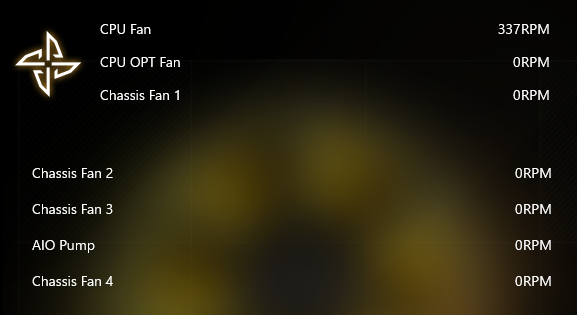 CPU Fan 337RPM
CPU OPT Fan 0RPM
Chassis Fan 1 0RPM
Chassis Fan 2 0RPM
Chassis Fan 3 0RPM
AIO Pump 0RPM
Chassis Fan 4 0RPM